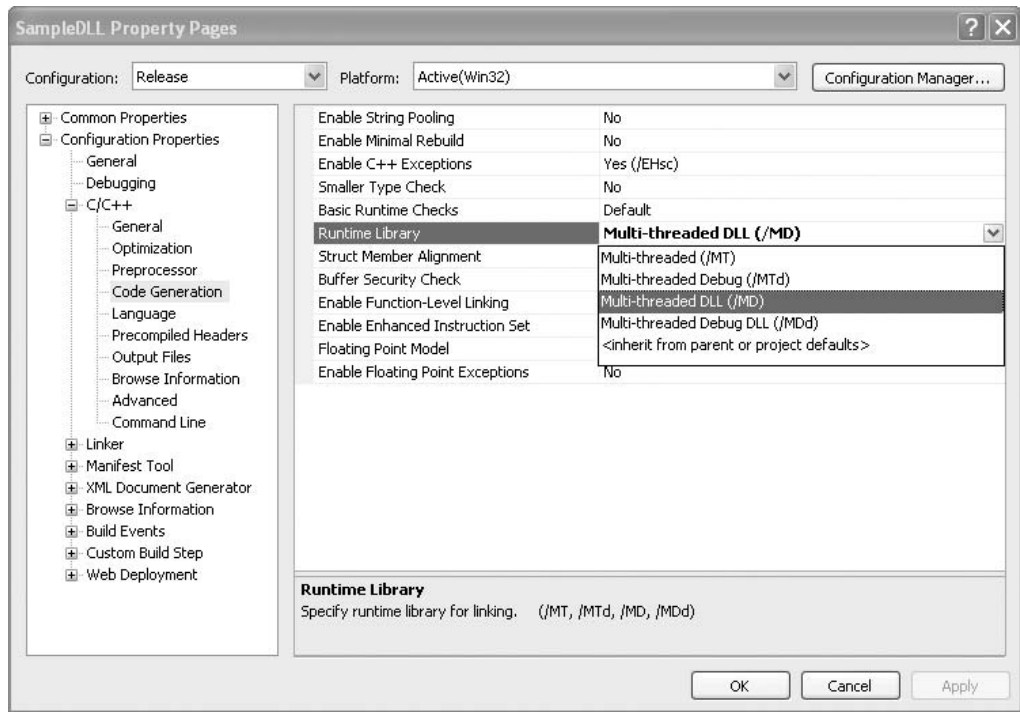 SampleDLL Property Pages
Configuration: Release Platform: Active(Win32) Configuration Manager...
Common Properties
Configuration Properties
General
Debugging
C/C++
General
Optimization
Preprocessor
Code Generation
Language
Precompiled Headers
Output Files
Browse Information
Advanced
Command Line
Linker
Manifest Tool
XML Document Generator
Browse Information
Build Events
Custom Build Step
Web Deployment
Enable String Pooling No
Enable Minimal Rebuild No
Enable C++ Exceptions Yes (/EHsc)
Smaller Type Check No
Basic Runtime Checks Default
Runtime Library Multi-threaded DLL (/MD)
Struct Member Alignment Multi-threaded (/MT)
Buffer Security Check Multi-threaded Debug (/MTd)
Enable Function-Level Linking Multi-threaded DLL (/MD)
Enable Enhanced Instruction Set Multi-threaded Debug DLL (/MDd)
Floating Point Model <inherit from parent or project defaults>
Enable Floating Point Exceptions No
Runtime Library
Specify runtime library for linking. (/MT, /MTd, /MD, /MDd)
OK Cancel Apply